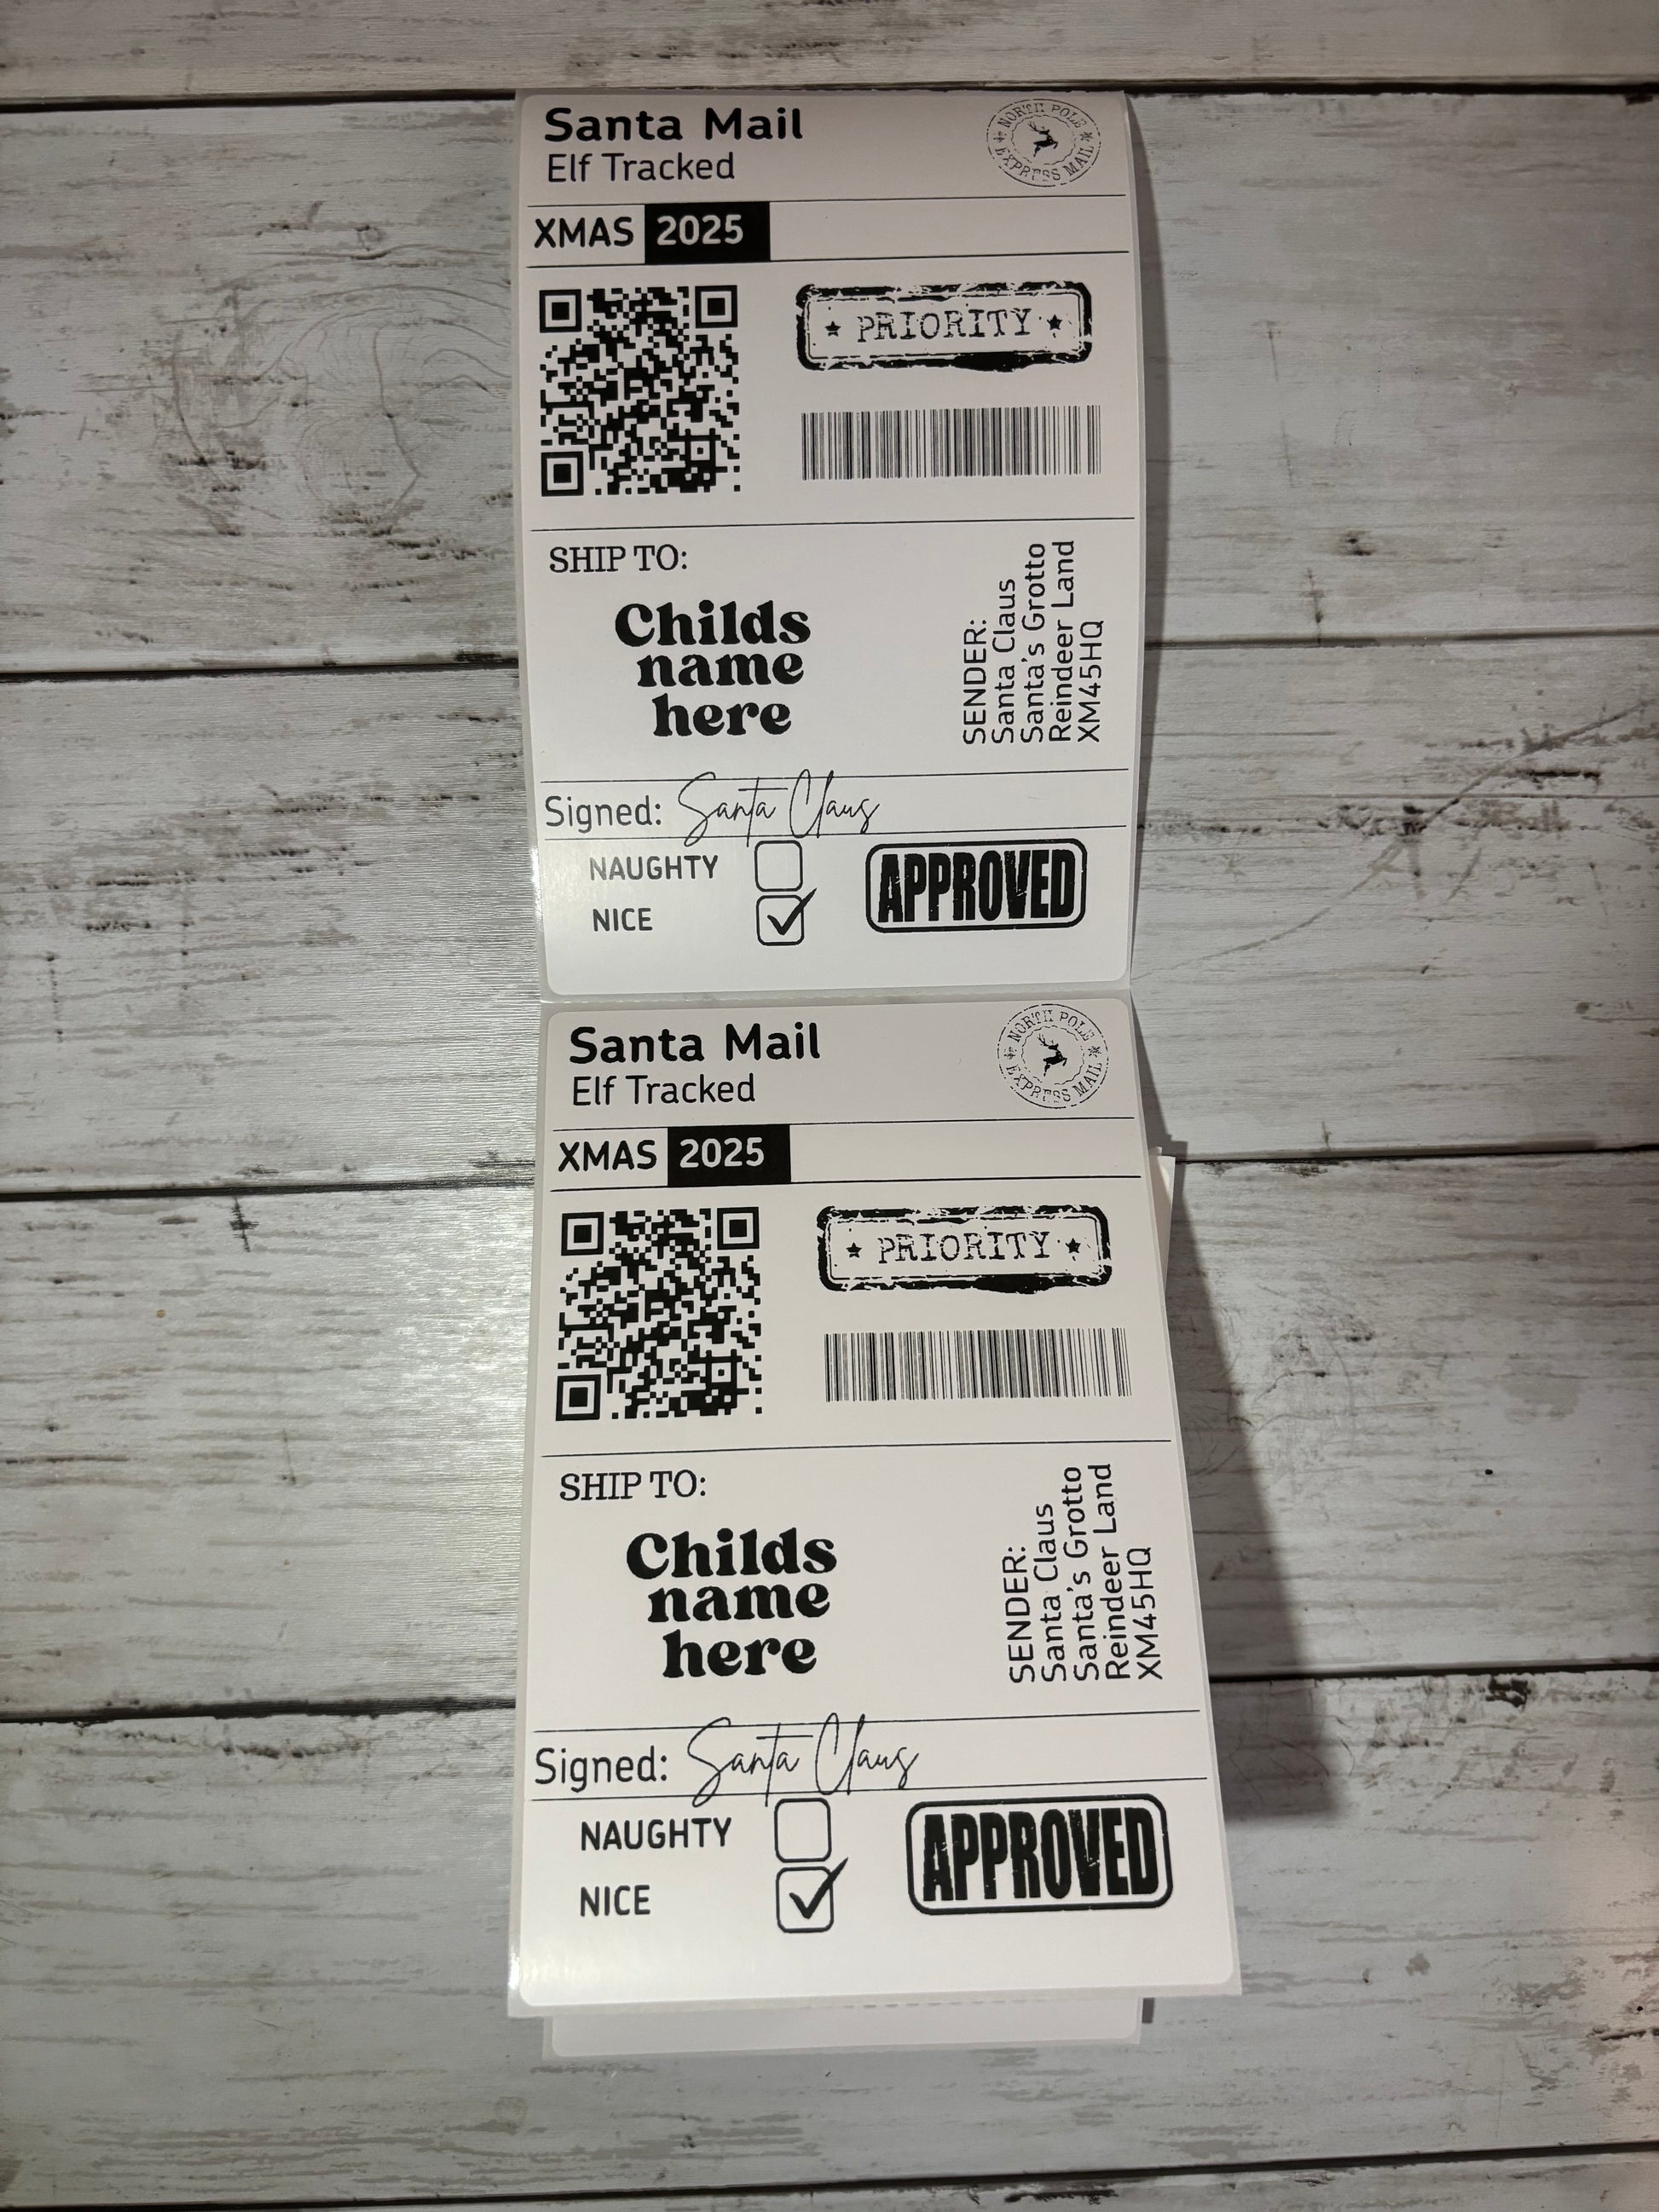 Santa Mail
NORTH POLE
EXPRESS MAIL
Elf Tracked
XMAS 2025
PRIORITY
SHIP TO:
Childs
name
here
SENDER:
Santa Claus
Santa's Grotto
Reindeer Land
XM45HQ
Signed: Santa Claus
NAUGHTY
NICE
APPROVED
Santa Mail
NORTH POLE
EXPRESS MAIL
Elf Tracked
XMAS 2025
PRIORITY
SHIP TO:
Childs
name
here
SENDER:
Santa Claus
Santa's Grotto
Reindeer Land
XM45HQ
Signed: Santa Claus
NAUGHTY
NICE
APPROVED